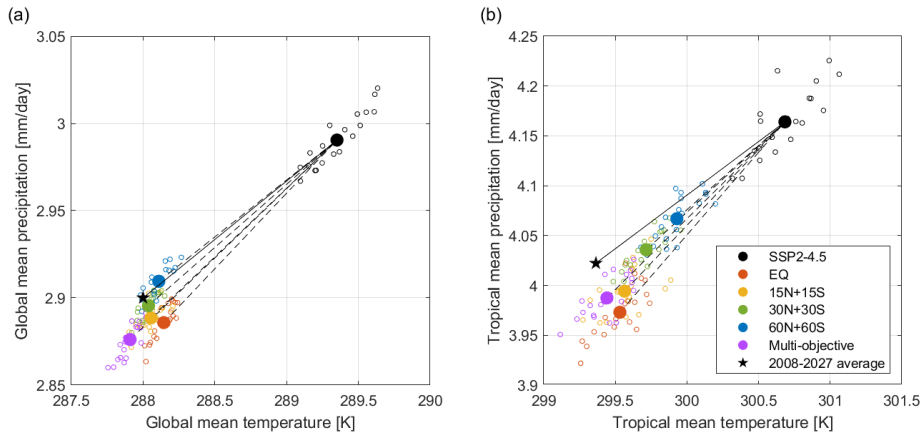 (a)
3.05
3
2.95
2.9
2.85
287.5
288
288.5
289
289.5
290
Global mean precipitation [mm/day]
Global mean temperature [K]
(b)
4.25
4.2
4.15
4.1
4.05
4
3.95
3.9
299
299.5
300
300.5
301
301.5
Tropical mean precipitation [mm/day]
Tropical mean temperature [K]
SSP2-4.5
EQ
15N+15S
30N+30S
60N+60S
Multi-objective
2008-2027 average